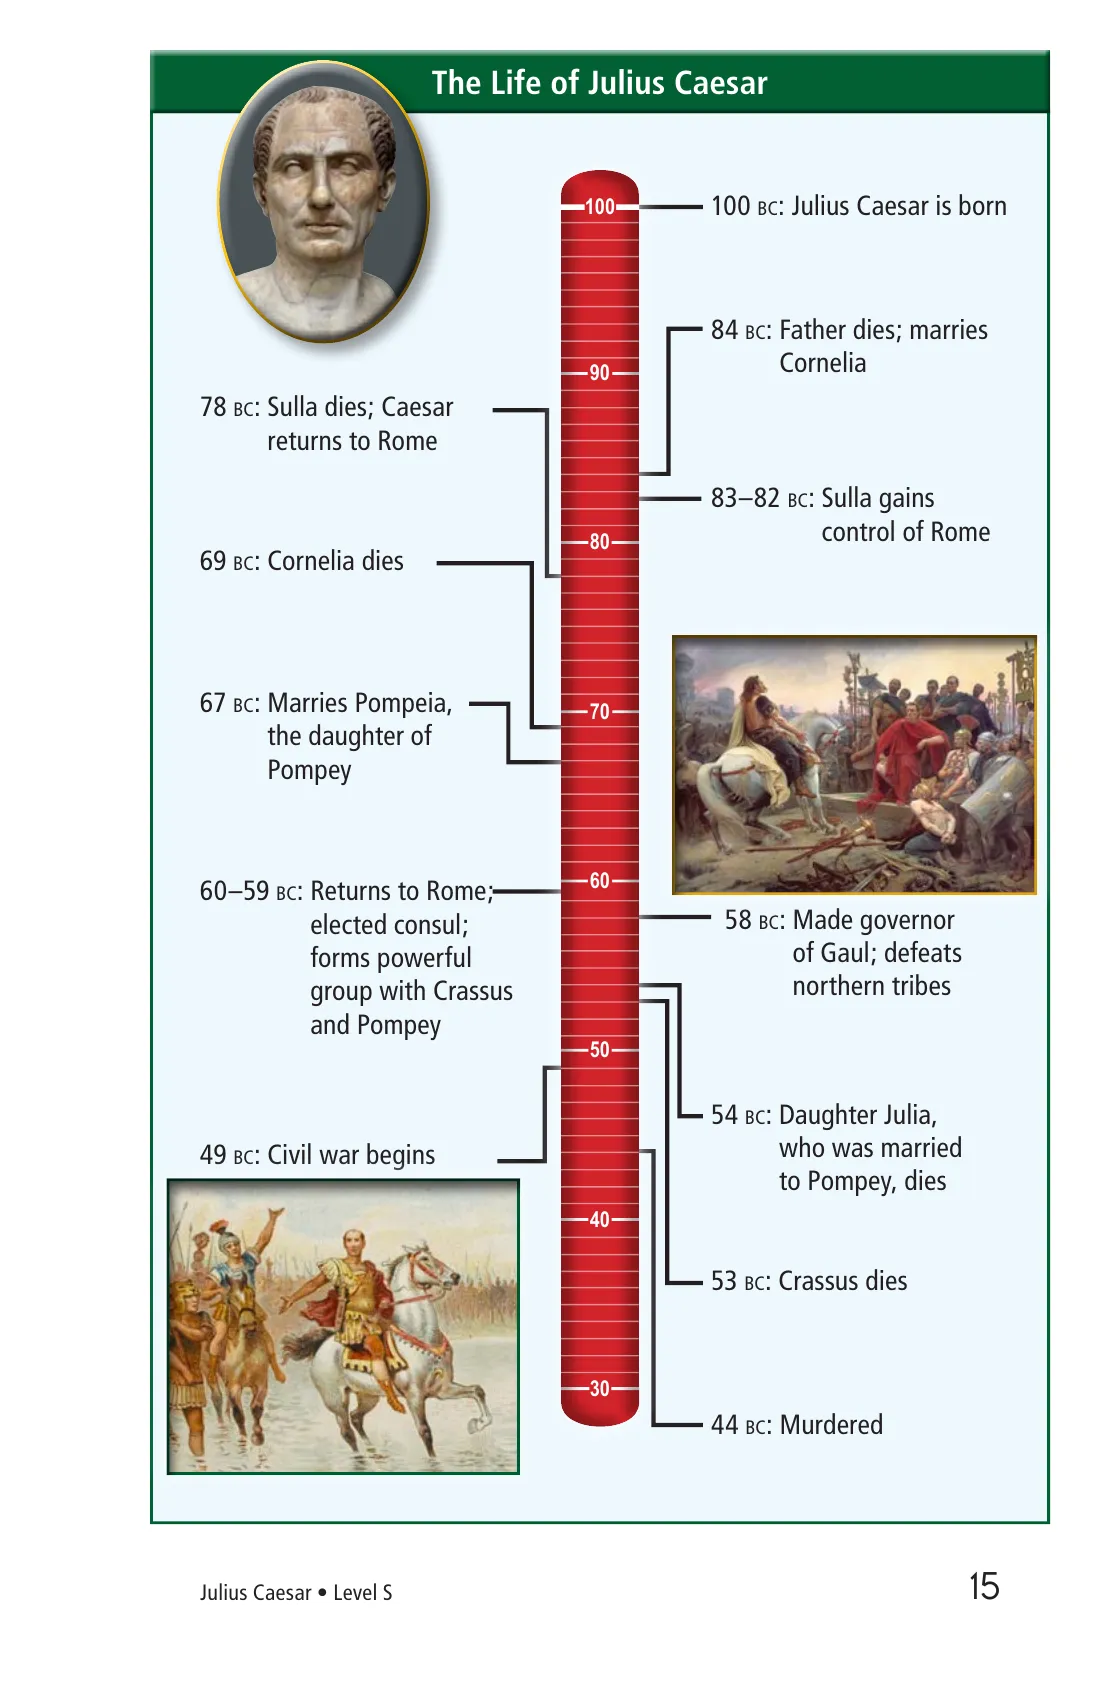 The Life of Julius Caesar
100
90
80
70
60
50
40
30
100 BC: Julius Caesar is born
84 BC: Father dies; marries
Cornelia
83–82 BC: Sulla gains
control of Rome
78 BC: Sulla dies; Caesar
returns to Rome
69 BC: Cornelia dies
67 BC: Marries Pompeia,
the daughter of
Pompey
60–59 BC: Returns to Rome;
elected consul;
forms powerful
group with Crassus
and Pompey
58 BC: Made governor
of Gaul; defeats
northern tribes
54 BC: Daughter Julia,
who was married
to Pompey, dies
53 BC: Crassus dies
49 BC: Civil war begins
44 BC: Murdered
Julius Caesar • Level S
15